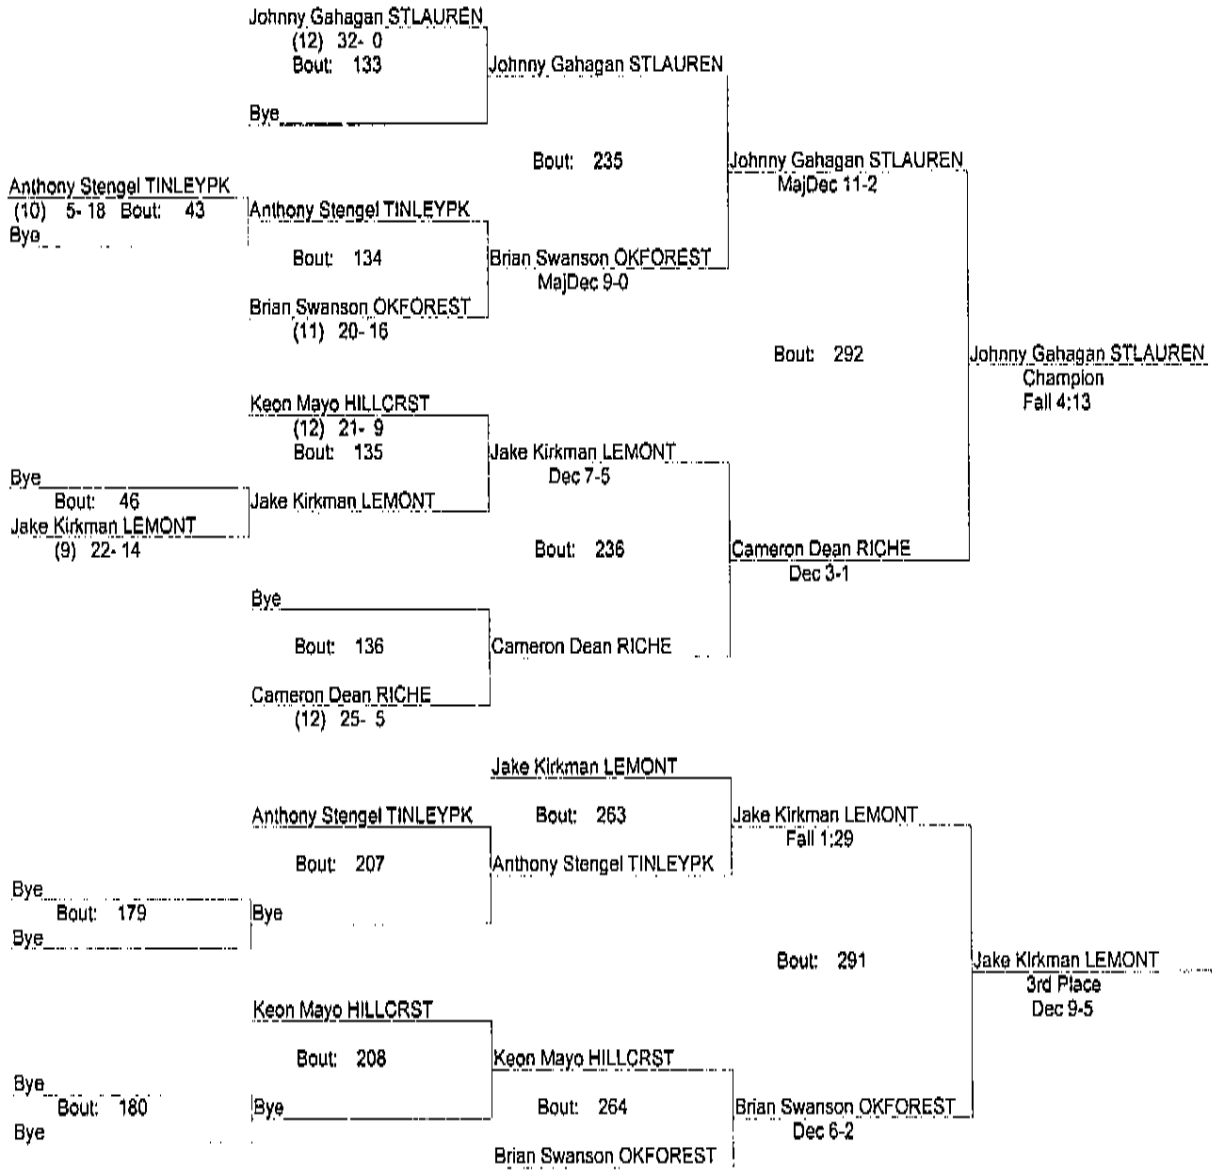 Johnny Gahagan STLAUREN
(12) 32- 0
Bout: 133
Johnny Gahagan STLAUREN
Bye
Bout: 235
Johnny Gahagan STLAUREN
MajDec 11-2
Anthony Stengel TINLEYPK
(10) 5- 18 Bout: 43
Bye
Anthony Stengel TINLEYPK
Bout: 134
Brian Swanson OKFOREST
MajDec 9-0
Brian Swanson OKFOREST
(11) 20- 16
Bout: 292
Johnny Gahagan STLAUREN
Champion
Fall 4:13
Keon Mayo HILLCRST
(12) 21- 9
Bout: 135
Jake Kirkman LEMONT
Dec 7-5
Bye
Bout: 46
Jake Kirkman LEMONT
Jake Kirkman LEMONT
(9) 22- 14
Bout: 236
Cameron Dean RICHE
Dec 3-1
Bye
Bout: 136
Cameron Dean RICHE
Cameron Dean RICHE
(12) 25- 5
Jake Kirkman LEMONT
Anthony Stengel TINLEYPK
Bout: 263
Jake Kirkman LEMONT
Fall 1:29
Bout: 207
Anthony Stengel TINLEYPK
Bye
Bout: 179
Bye
Bye
Bout: 291
Jake Kirkman LEMONT
3rd Place
Dec 9-5
Keon Mayo HILLCRST
Bout: 208
Keon Mayo HILLCRST
Bye
Bout: 180
Bye
Bye
Bout: 264
Brian Swanson OKFOREST
Dec 6-2
Brian Swanson OKFOREST